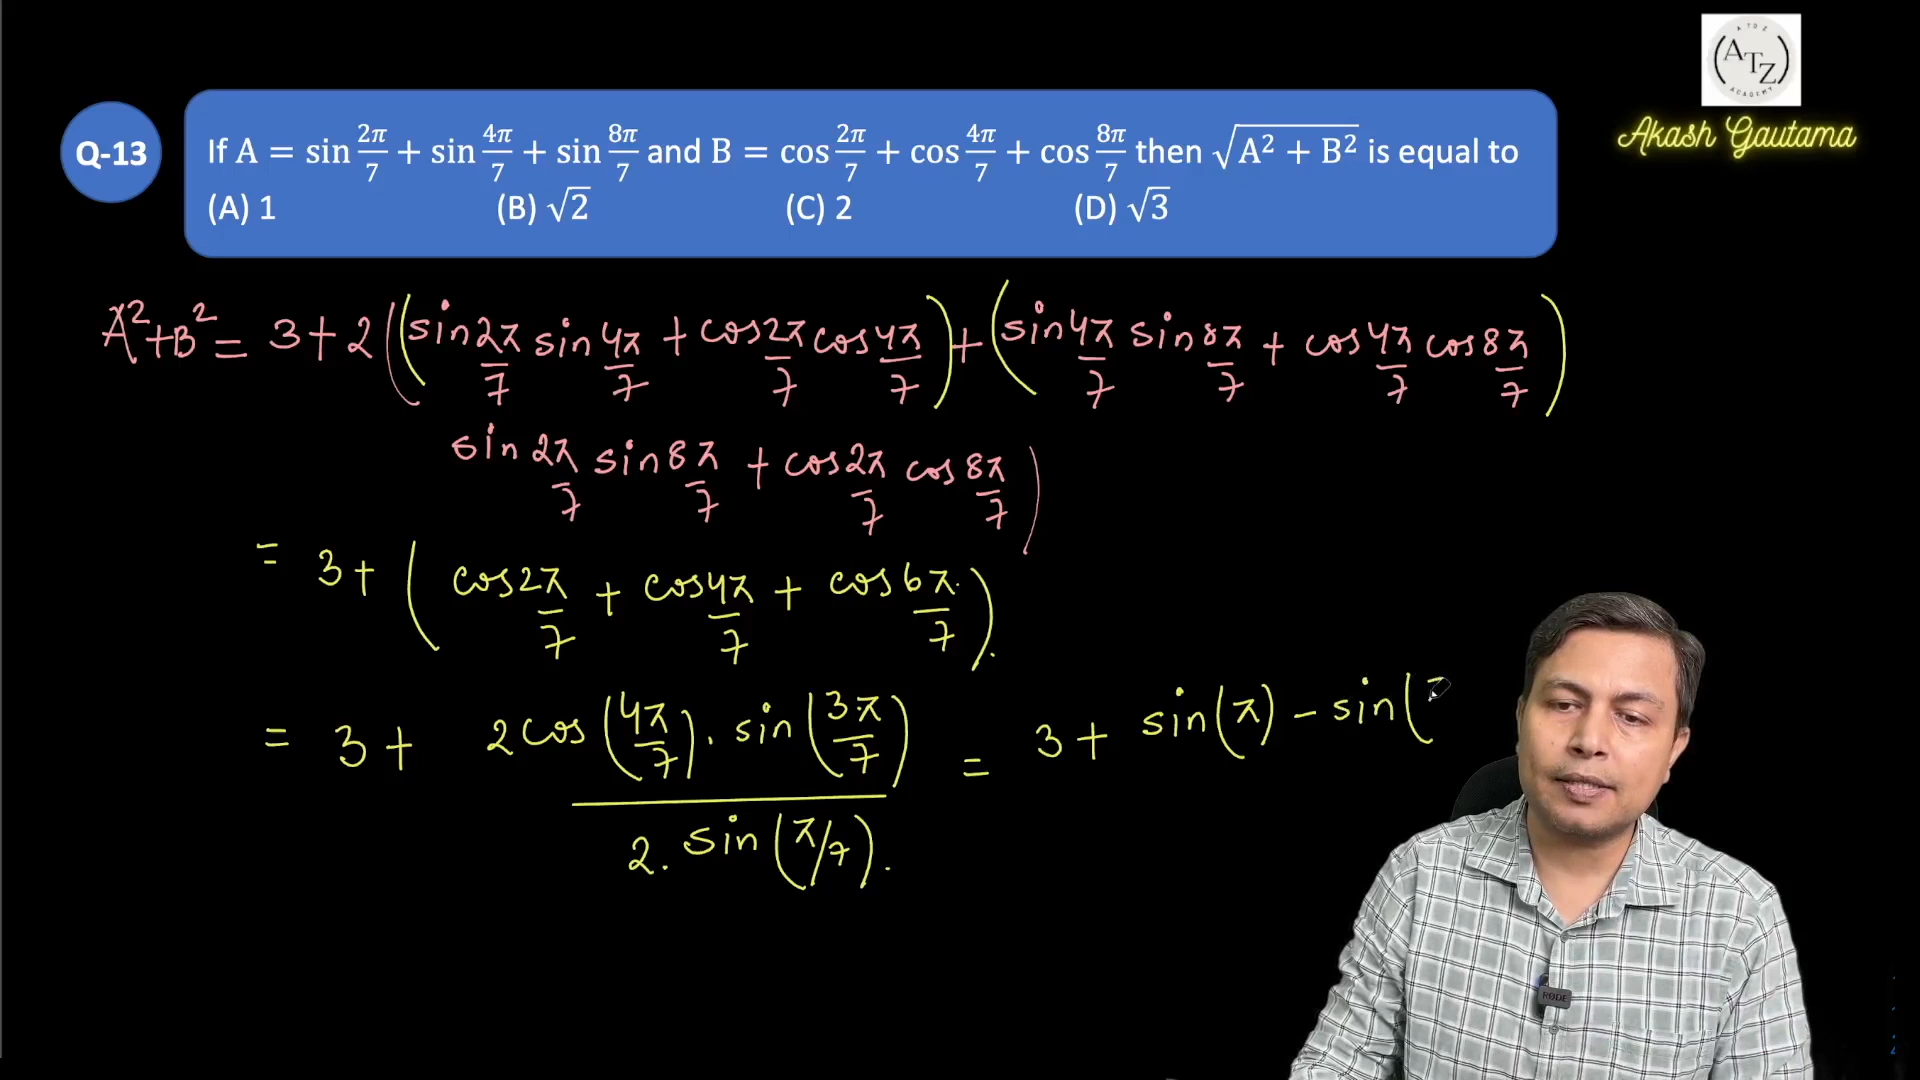 A TO Z
(ATZ)
ACADEMY
Akash Gautama
Q-13
If A = sin 2π/7 + sin 4π/7 + sin 8π/7 and B = cos 2π/7 + cos 4π/7 + cos 8π/7 then √(A² + B²) is equal to
(A) 1 (B) √2 (C) 2 (D) √3
A² + B² = 3 + 2 ( ( sin 2π/7 sin 4π/7 + cos 2π/7 cos 4π/7 ) + ( sin 4π/7 sin 8π/7 + cos 4π/7 cos 8π/7 )
sin 2π/7 sin 8π/7 + cos 2π/7 cos 8π/7 )
= 3 + ( cos 2π/7 + cos 4π/7 + cos 6π/7 ).
= 3 + 2 cos (4π/7) . sin (3π/7) / 2. sin (π/7). = 3 + sin (π) - sin (
RODE